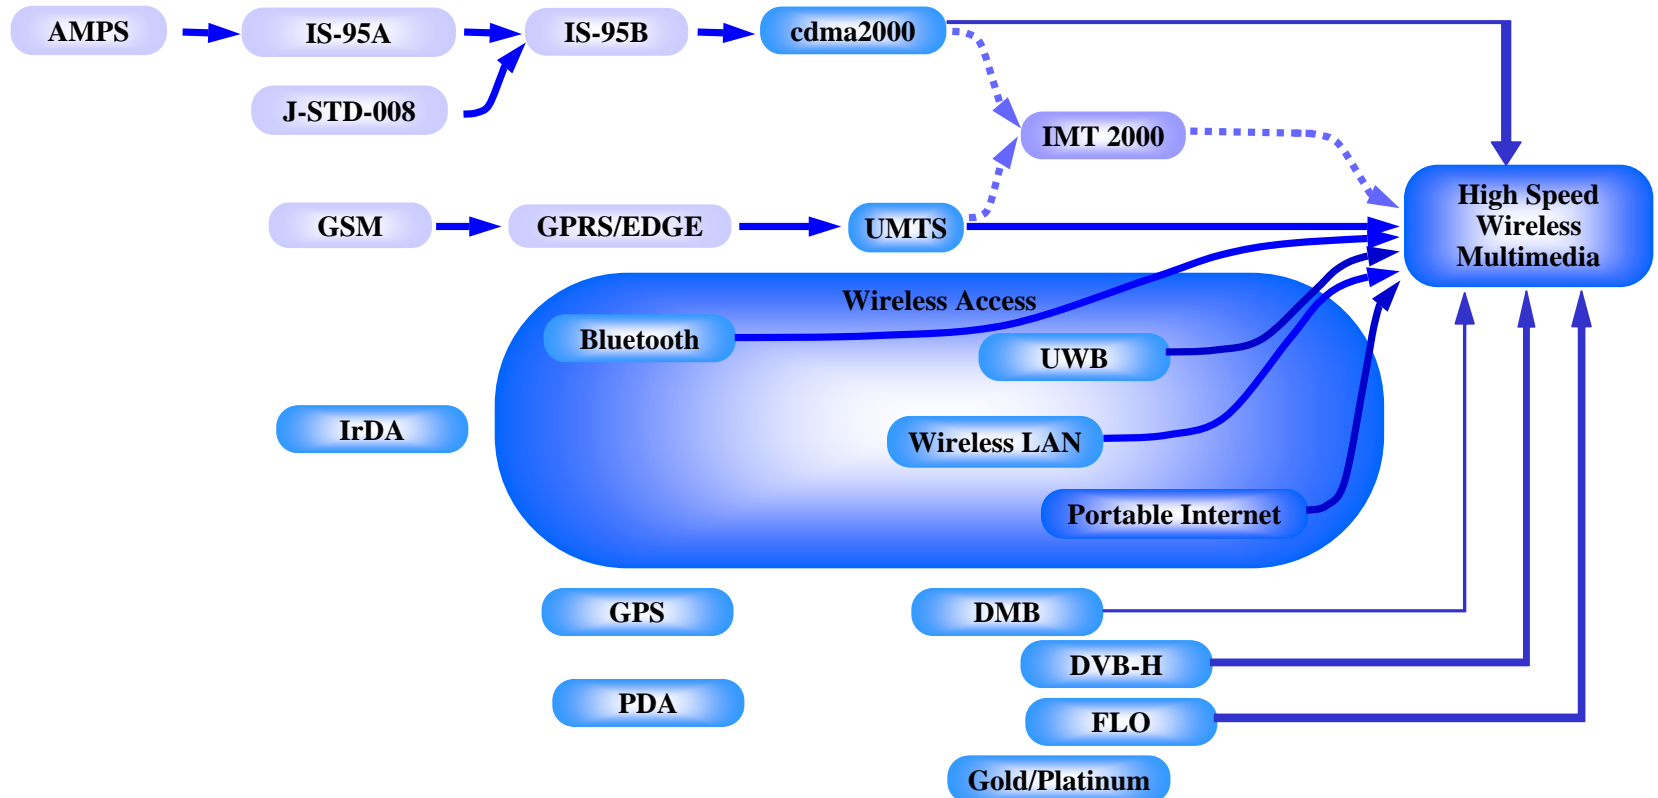 AMPS
IS-95A
IS-95B
cdma2000
J-STD-008
IMT 2000
High Speed
Wireless
Multimedia
GSM
GPRS/EDGE
UMTS
Wireless Access
Bluetooth
UWB
IrDA
Wireless LAN
Portable Internet
GPS
DMB
DVB-H
PDA
FLO
Gold/Platinum